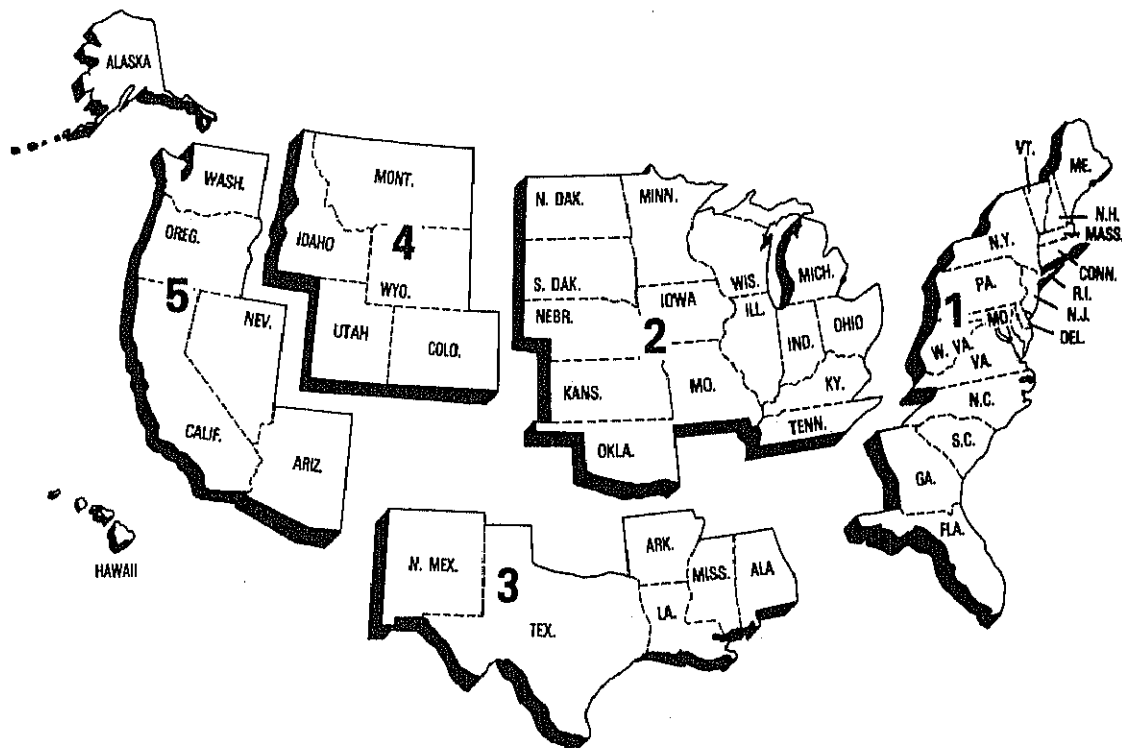 ALASKA
WASH.
OREG.
5
NEV.
CALIF.
ARIZ.
HAWAII
MONT.
IDAHO
4
WYO.
UTAH
COLO.
N. DAK.
MINN.
S. DAK.
WIS.
MICH.
NEBR.
IOWA
2
ILL.
IND.
OHIO
KANS.
MO.
KY.
TENN.
OKLA.
N. MEX.
3
TEX.
ARK.
LA.
MISS.
ALA
VT.
ME.
N.H.
MASS.
N.Y.
CONN.
PA.
R.I.
1
N.J.
MD.
DEL.
W. VA.
VA.
N.C.
S.C.
GA.
FLA.